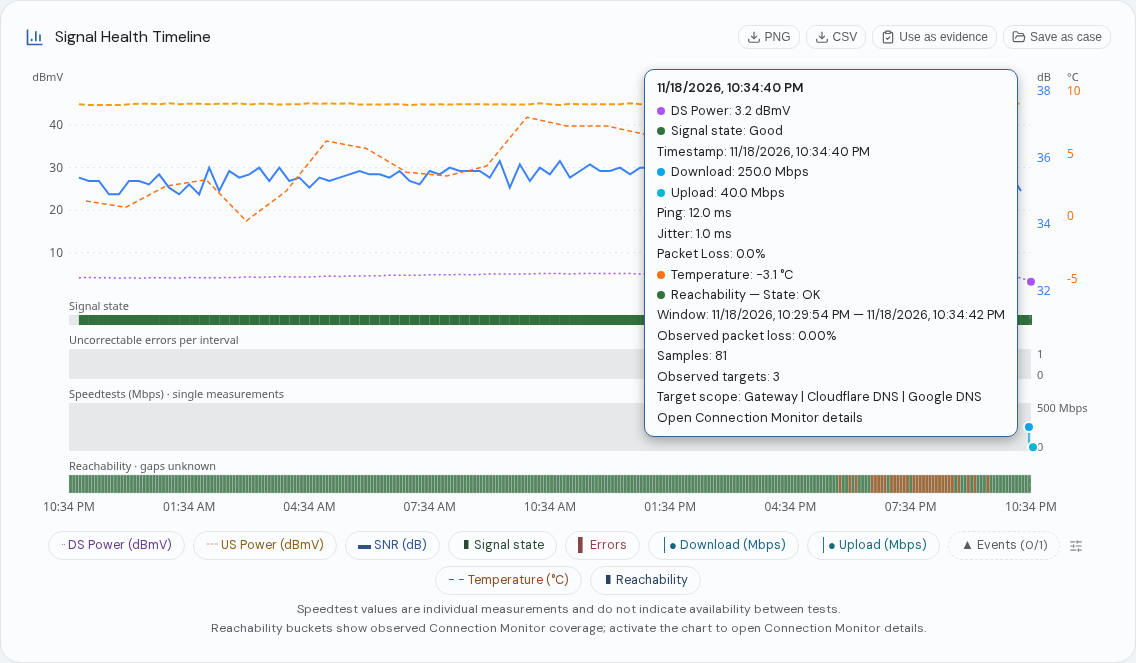 Signal Health Timeline
PNG
CSV
Use as evidence
Save as case
dBmV
dB
°C
38
10
40
30
20
10
36
34
32
5
0
-5
11/18/2026, 10:34:40 PM
DS Power: 3.2 dBmV
Signal state: Good
Timestamp: 11/18/2026, 10:34:40 PM
Download: 250.0 Mbps
Upload: 40.0 Mbps
Ping: 12.0 ms
Jitter: 1.0 ms
Packet Loss: 0.0%
Temperature: -3.1 °C
Reachability — State: OK
Window: 11/18/2026, 10:29:54 PM — 11/18/2026, 10:34:42 PM
Observed packet loss: 0.00%
Samples: 81
Observed targets: 3
Target scope: Gateway | Cloudflare DNS | Google DNS
Open Connection Monitor details
Signal state
Uncorrectable errors per interval
1
0
Speedtests (Mbps) · single measurements
500 Mbps
0
Reachability · gaps unknown
10:34 PM 01:34 AM 04:34 AM 07:34 AM 10:34 AM 01:34 PM 04:34 PM 07:34 PM 10:34 PM
DS Power (dBmV) US Power (dBmV) SNR (dB) Signal state Errors Download (Mbps) Upload (Mbps) ▲ Events (0/1)
Temperature (°C) Reachability
Speedtest values are individual measurements and do not indicate availability between tests.
Reachability buckets show observed Connection Monitor coverage; activate the chart to open Connection Monitor details.